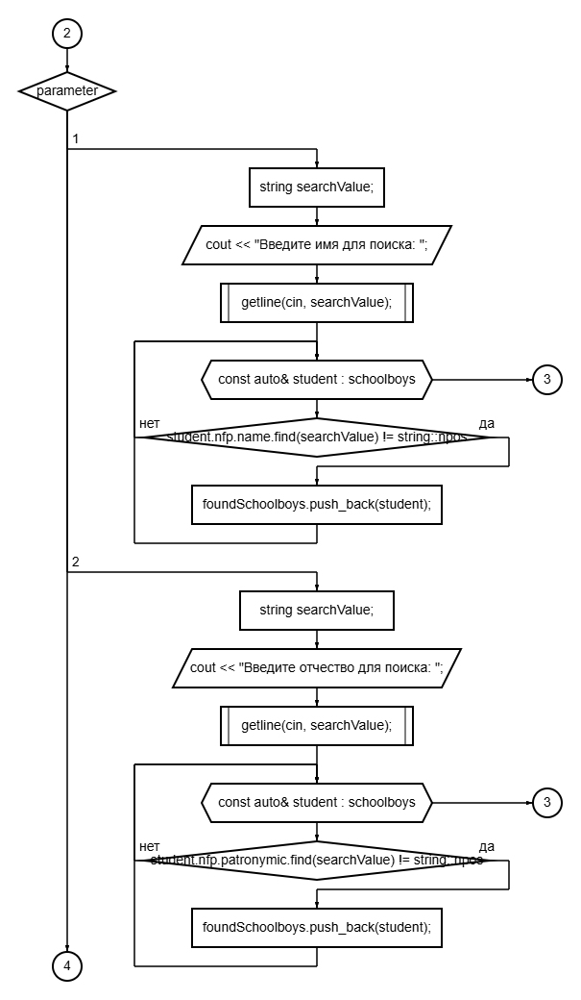 2
parameter
1
string searchValue;
cout << "Введите имя для поиска: ";
getline(cin, searchValue);
const auto& student : schoolboys
3
нет
да
student.nfp.name.find(searchValue) != string::npos
foundSchoolboys.push_back(student);
2
string searchValue;
cout << "Введите отчество для поиска: ";
getline(cin, searchValue);
const auto& student : schoolboys
3
нет
да
student.nfp.patronymic.find(searchValue) != string::npos
foundSchoolboys.push_back(student);
4